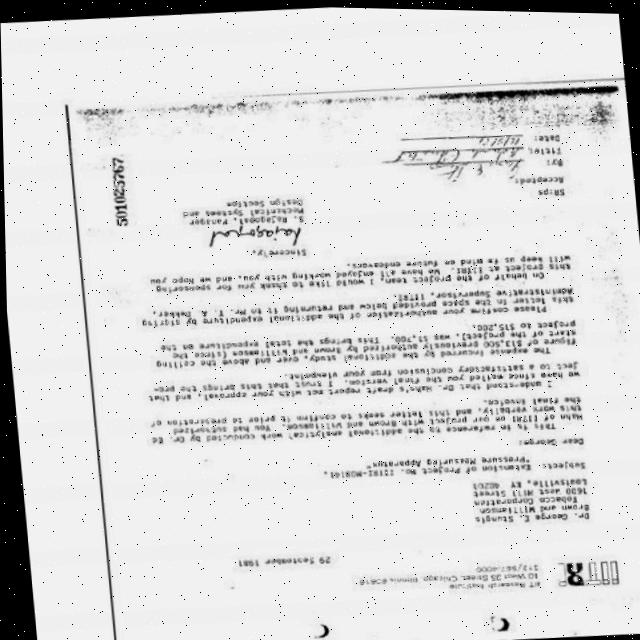 IIT Research Institute
10 West 35 Street, Chicago, Illinois 60616
312/567-4000
29 September 1981
Dr. George E. Stungis
Brown and Williamson
Tobacco Corporation
1600 West Hill Street
Louisville, KY 40201
Subject: Extension of Project No. IITRI-M08141,
"Pressure Measuring Apparatus"
Dear George:
This is in reference to the additional analytical work conducted by Dr. Ed
Hahn of IITRI on our project with Brown and Williamson. You had authorized
this work verbally, and this letter seeks to confirm it prior to presentation of
the final invoice.
I understand that Dr. Hahn's draft report met with your approval, and that
we have since mailed you the final version. I trust that this brings the pro-
ject to a satisfactory conclusion from your viewpoint.
The expense incurred by the additional study, over and above the ceiling
figure of $13,500 previously authorized by Brown and Williamson since the
start of the project, was $1,700. This brings the total expenditure on the
project to $15,200.
Please confirm your authorization of the additional expenditure by signing
this letter in the space provided below and returning it to Mr. T. A. Dekker,
Administrative Supervisor, IITRI.
On behalf of the project team, I would like to thank you for sponsoring
this project at IITRI. We have all enjoyed working with you, and we hope you
will keep us in mind on future endeavors.
Sincerely,
Rajagopal
S. Rajagopal, Manager
Mechanical Systems and
Design Section
SR:ps
Accepted:
By:
Title:
Date:
501025767